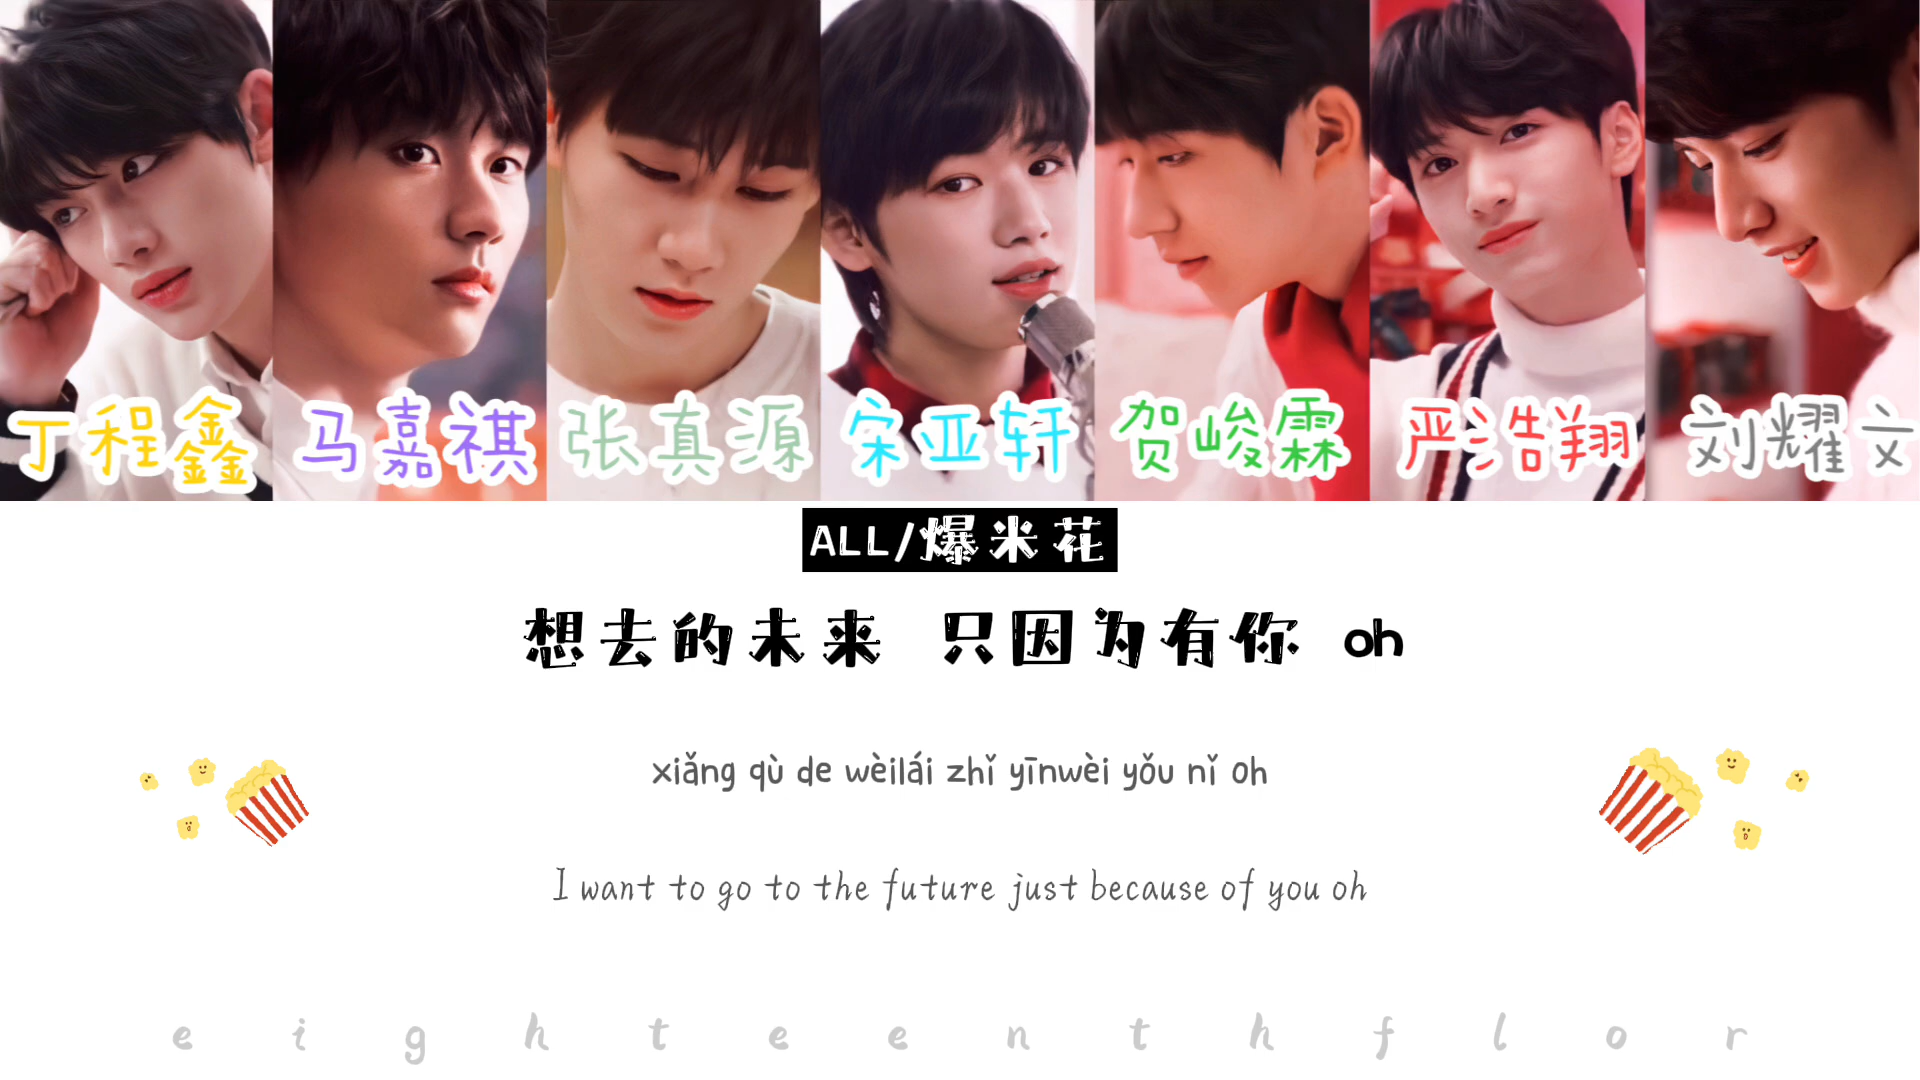 丁程鑫 马嘉祺 张真源 宋亚轩 贺峻霖 严浩翔 刘耀文
ALL/爆米花
想去的未来 只因为有你 oh
xiǎng qù de wèilái zhǐ yīnwèi yǒu nǐ oh
I want to go to the future just because of you oh
eighteenthflor